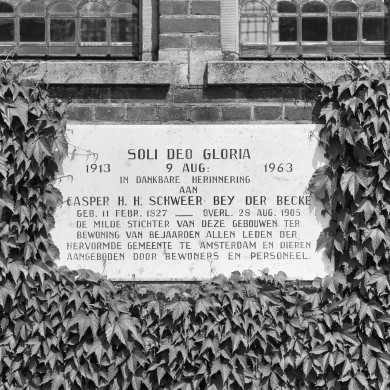 SOLI DEO GLORIA
1913 9 AUG: 1963
IN DANKBARE HERINNERING
AAN
CASPER H. H. SCHWEER BEY DER BECKE
GEB. 11 FEBR. 1827 — OVERL. 28 AUG. 1905
DE MILDE STICHTER VAN DEZE GEBOUWEN TER
BEWONING VAN BEJAARDEN ALLEN LEDEN DER
HERVORMDE GEMEENTE TE AMSTERDAM EN DIEREN
AANGEBODEN DOOR BEWONERS EN PERSONEEL.